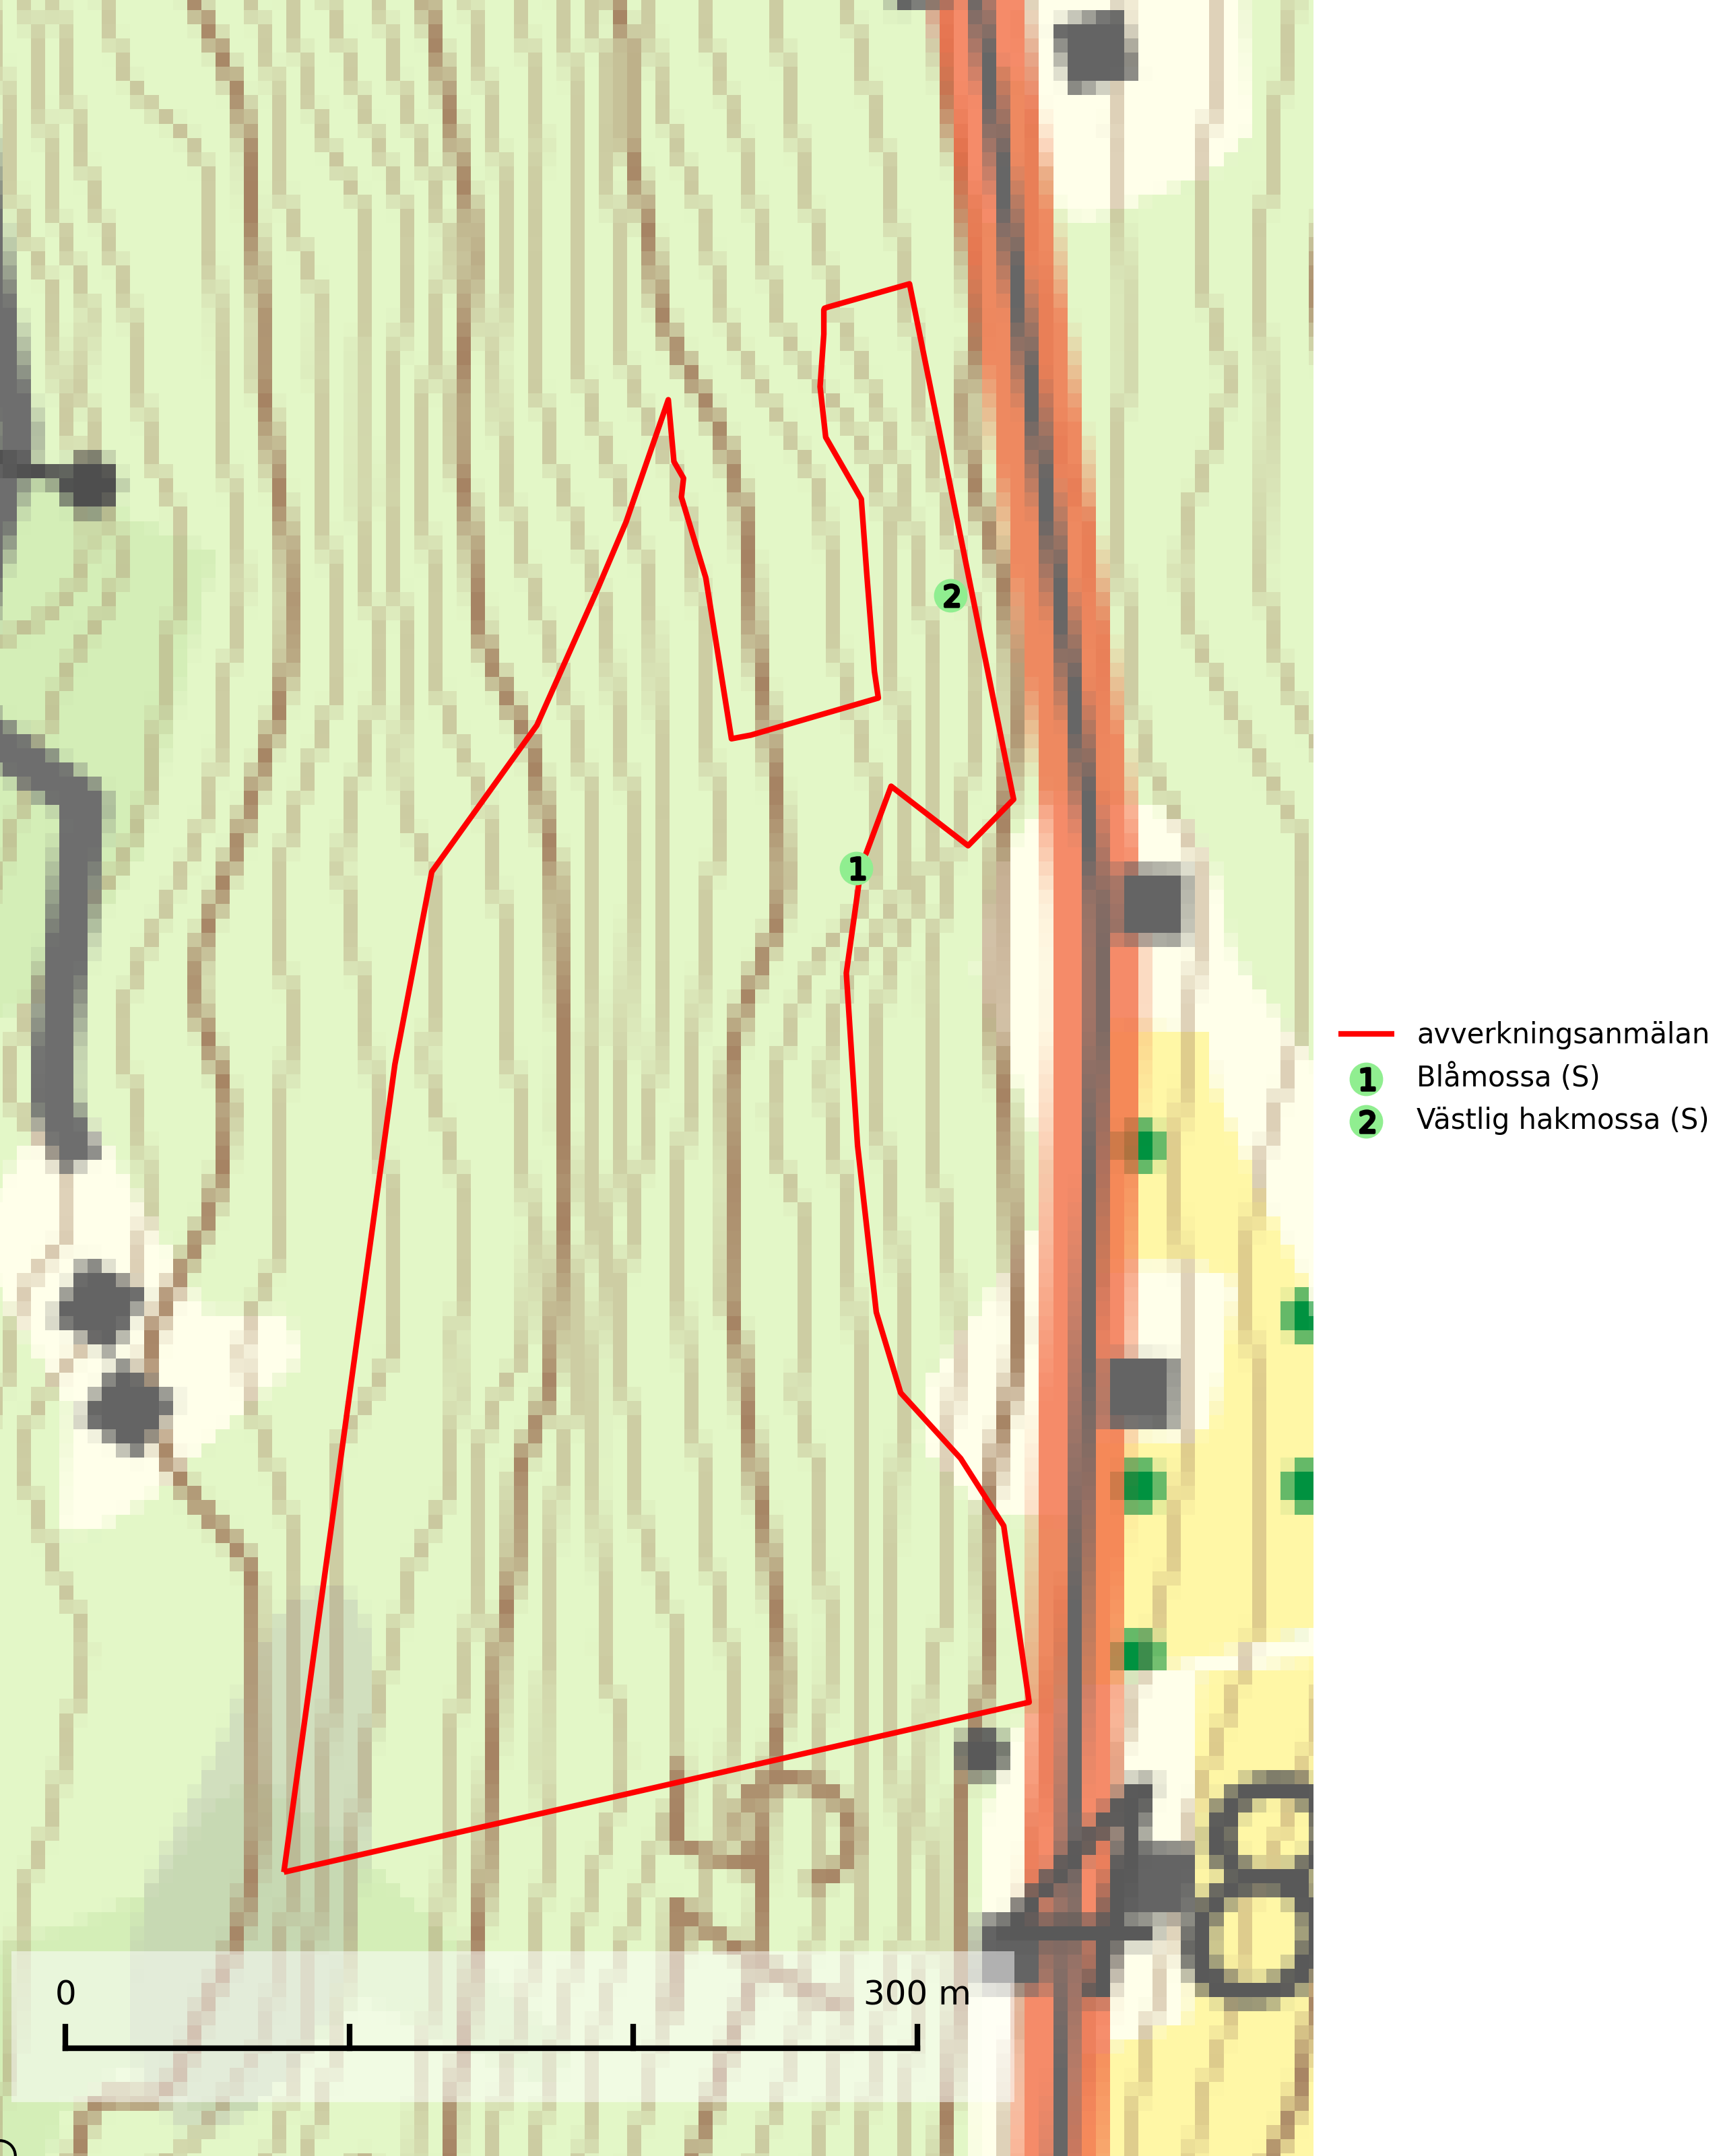 2
1
avverkningsanmälan
1 Blåmossa (S)
2 Västlig hakmossa (S)
48
0 300 m